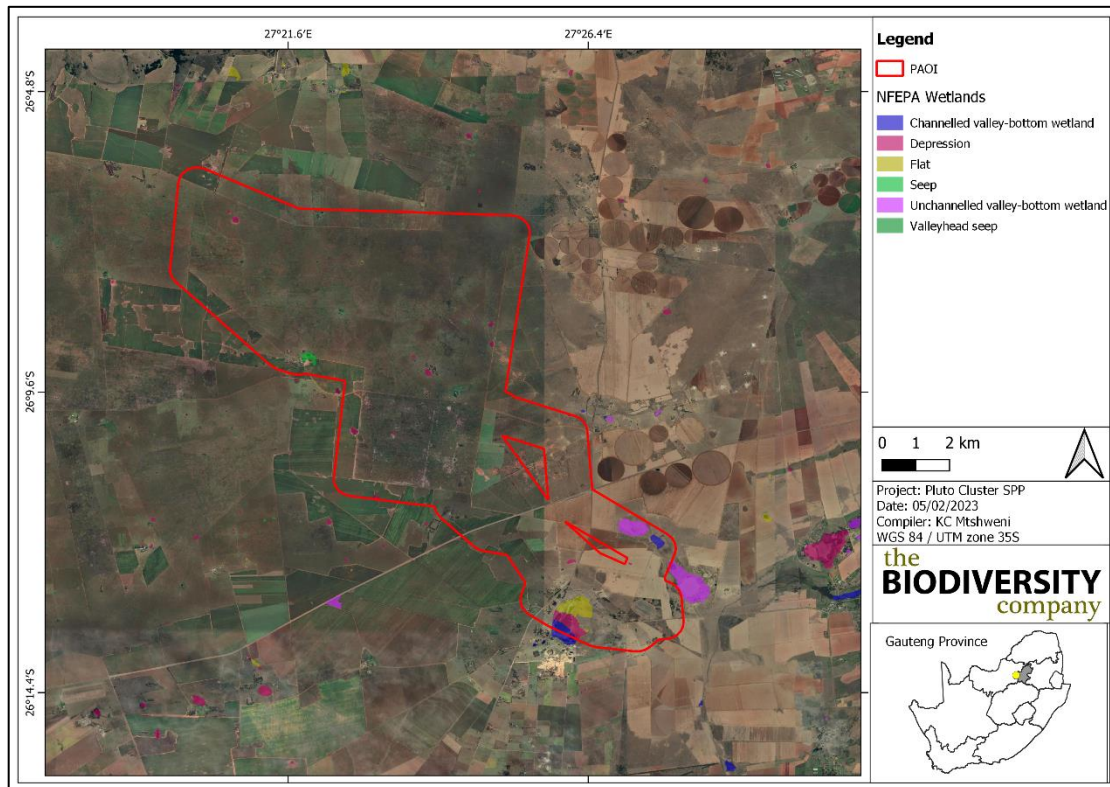 27°21.6'E
27°26.4'E
26°4.8'S
26°9.6'S
26°14.4'S
Legend
PAOI
NFEPA Wetlands
Channelled valley-bottom wetland
Depression
Flat
Seep
Unchannelled valley-bottom wetland
Valleyhead seep
0 1 2 km
Project: Pluto Cluster SPP
Date: 05/02/2023
Compiler: KC Mtshweni
WGS 84 / UTM zone 35S
the
BIODIVERSITY
company
Gauteng Province